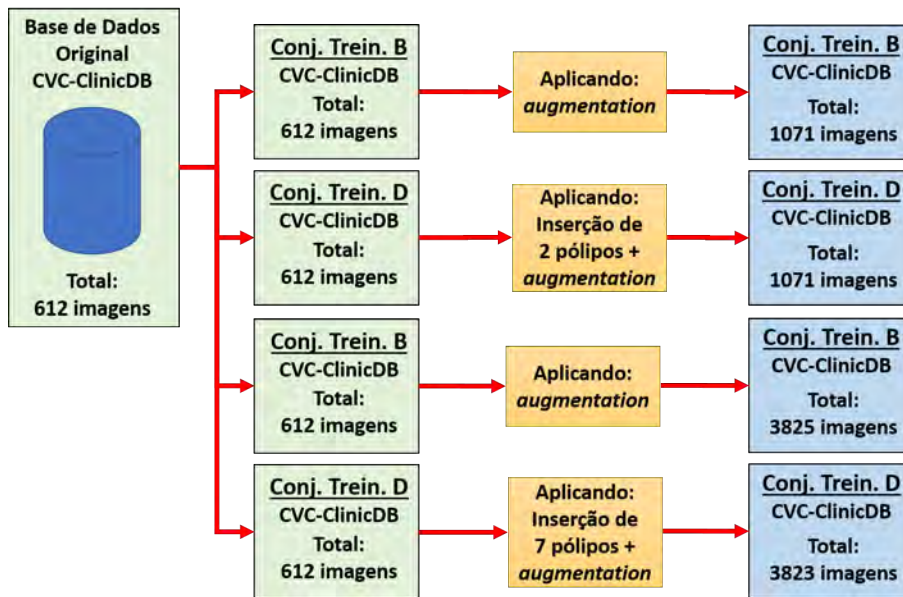 Base de Dados
Original
CVC-ClinicDB
Total:
612 imagens
Conj. Trein. B
CVC-ClinicDB
Total:
612 imagens
Aplicando:
augmentation
Conj. Trein. B
CVC-ClinicDB
Total:
1071 imagens
Conj. Trein. D
CVC-ClinicDB
Total:
612 imagens
Aplicando:
Inserção de
2 pólipos +
augmentation
Conj. Trein. D
CVC-ClinicDB
Total:
1071 imagens
Conj. Trein. B
CVC-ClinicDB
Total:
612 imagens
Aplicando:
augmentation
Conj. Trein. B
CVC-ClinicDB
Total:
3825 imagens
Conj. Trein. D
CVC-ClinicDB
Total:
612 imagens
Aplicando:
Inserção de
7 pólipos +
augmentation
Conj. Trein. D
CVC-ClinicDB
Total:
3823 imagens